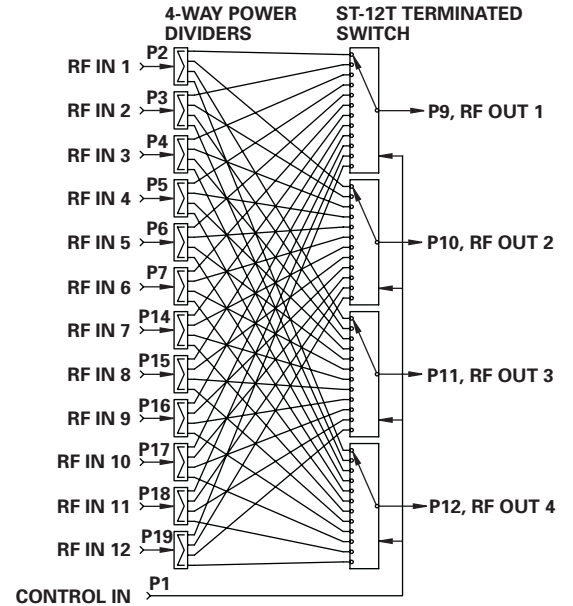 4-WAY POWER
DIVIDERS
ST-12T TERMINATED
SWITCH
P2
RF IN 1
P3
RF IN 2
P4
RF IN 3
P5
RF IN 4
P6
RF IN 5
P7
RF IN 6
P14
RF IN 7
P15
RF IN 8
P16
RF IN 9
P17
RF IN 10
P18
RF IN 11
P19
RF IN 12
P1
CONTROL IN
P9, RF OUT 1
P10, RF OUT 2
P11, RF OUT 3
P12, RF OUT 4